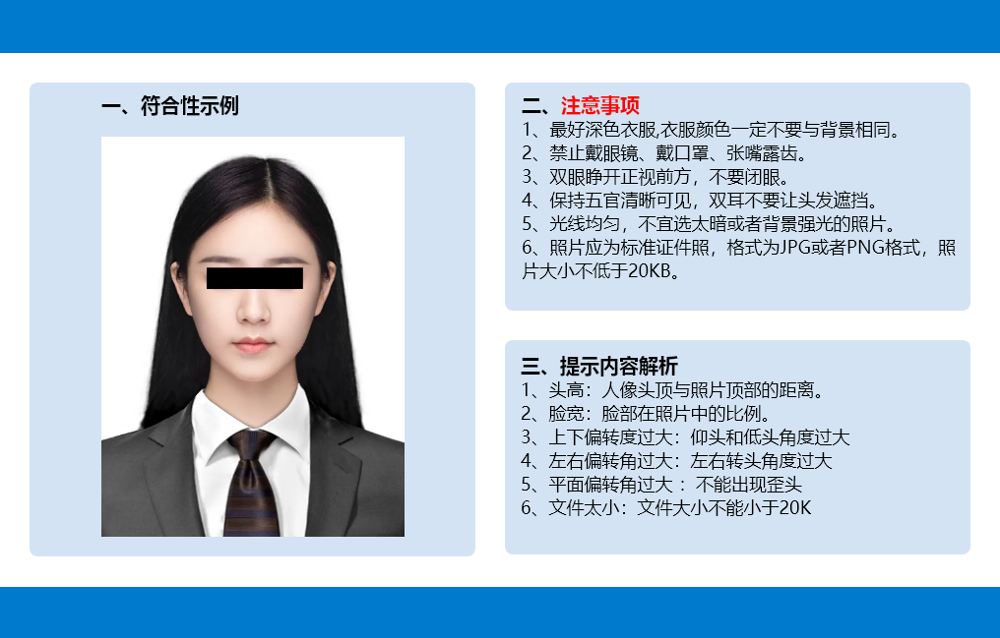 一、符合性示例
二、注意事项
1、最好深色衣服,衣服颜色一定不要与背景相同。
2、禁止戴眼镜、戴口罩、张嘴露齿。
3、双眼睁开正视前方，不要闭眼。
4、保持五官清晰可见，双耳不要让头发遮挡。
5、光线均匀，不宜选太暗或者背景强光的照片。
6、照片应为标准证件照，格式为JPG或者PNG格式，照
片大小不低于20KB。
三、提示内容解析
1、头高：人像头顶与照片顶部的距离。
2、脸宽：脸部在照片中的比例。
3、上下偏转度过大：仰头和低头角度过大
4、左右偏转角过大：左右转头角度过大
5、平面偏转角过大 ：不能出现歪头
6、文件太小：文件大小不能小于20K